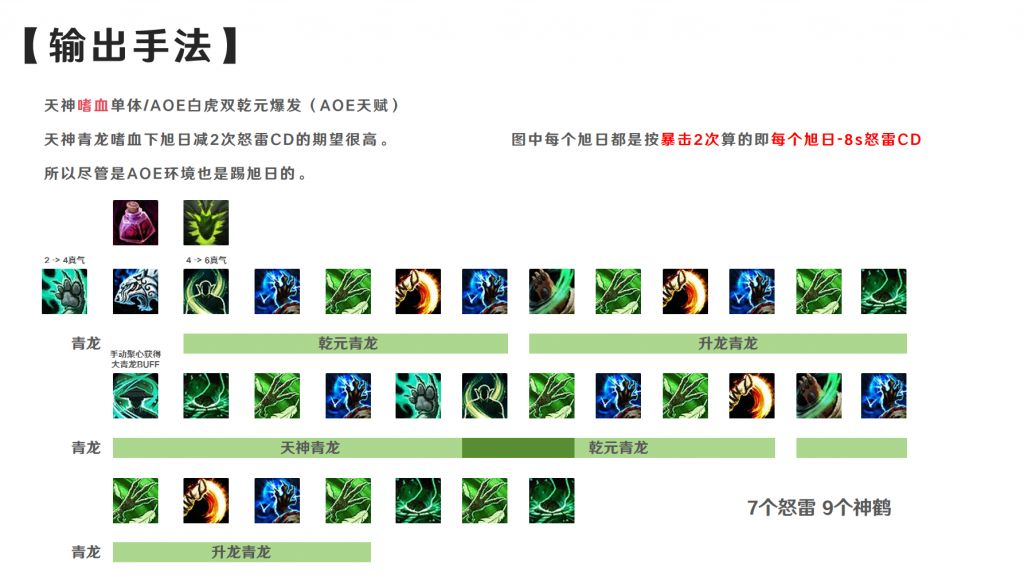 【输出手法】
天神嗜血单体/AOE白虎双乾元爆发（AOE天赋）
天神青龙嗜血下旭日减2次怒雷CD的期望很高。
图中每个旭日都是按暴击2次算的即每个旭日-8s怒雷CD
所以尽管是AOE环境也是踢旭日的。
2 -> 4真气
4 -> 6真气
青龙
乾元青龙
升龙青龙
手动聚心获得
大青龙BUFF
青龙
天神青龙
乾元青龙
7个怒雷 9个神鹤
青龙
升龙青龙